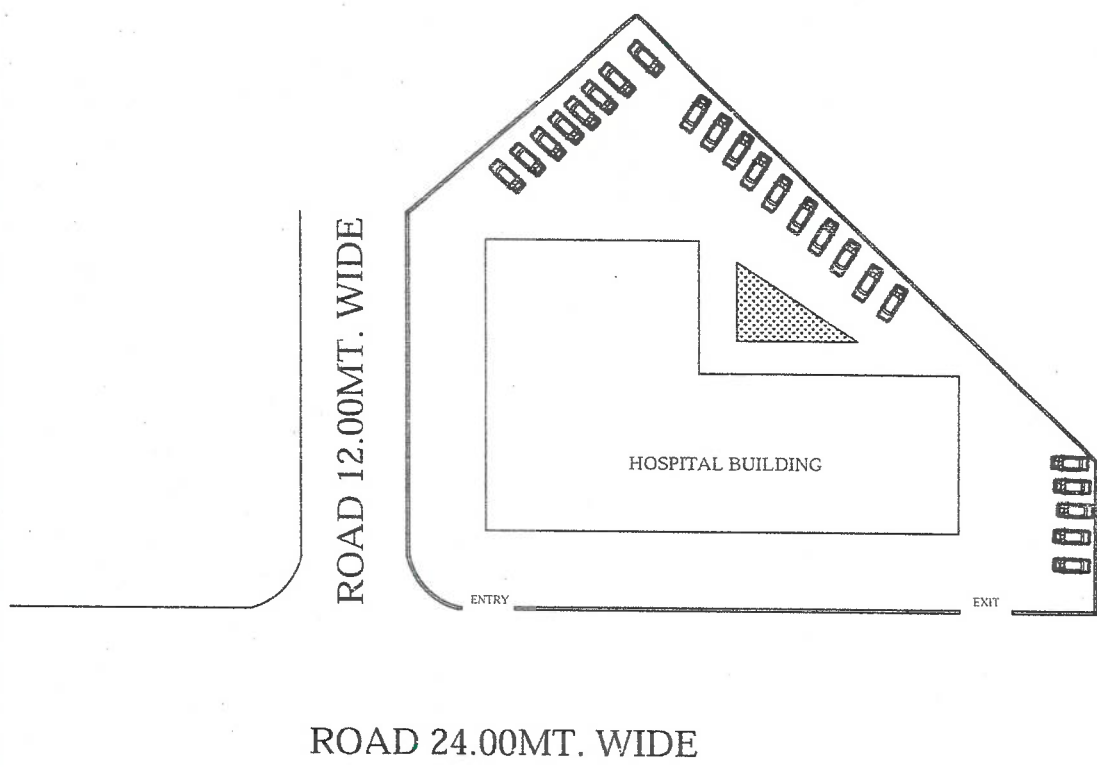 ROAD 12.00MT. WIDE
HOSPITAL BUILDING
ENTRY
EXIT
ROAD 24.00MT. WIDE